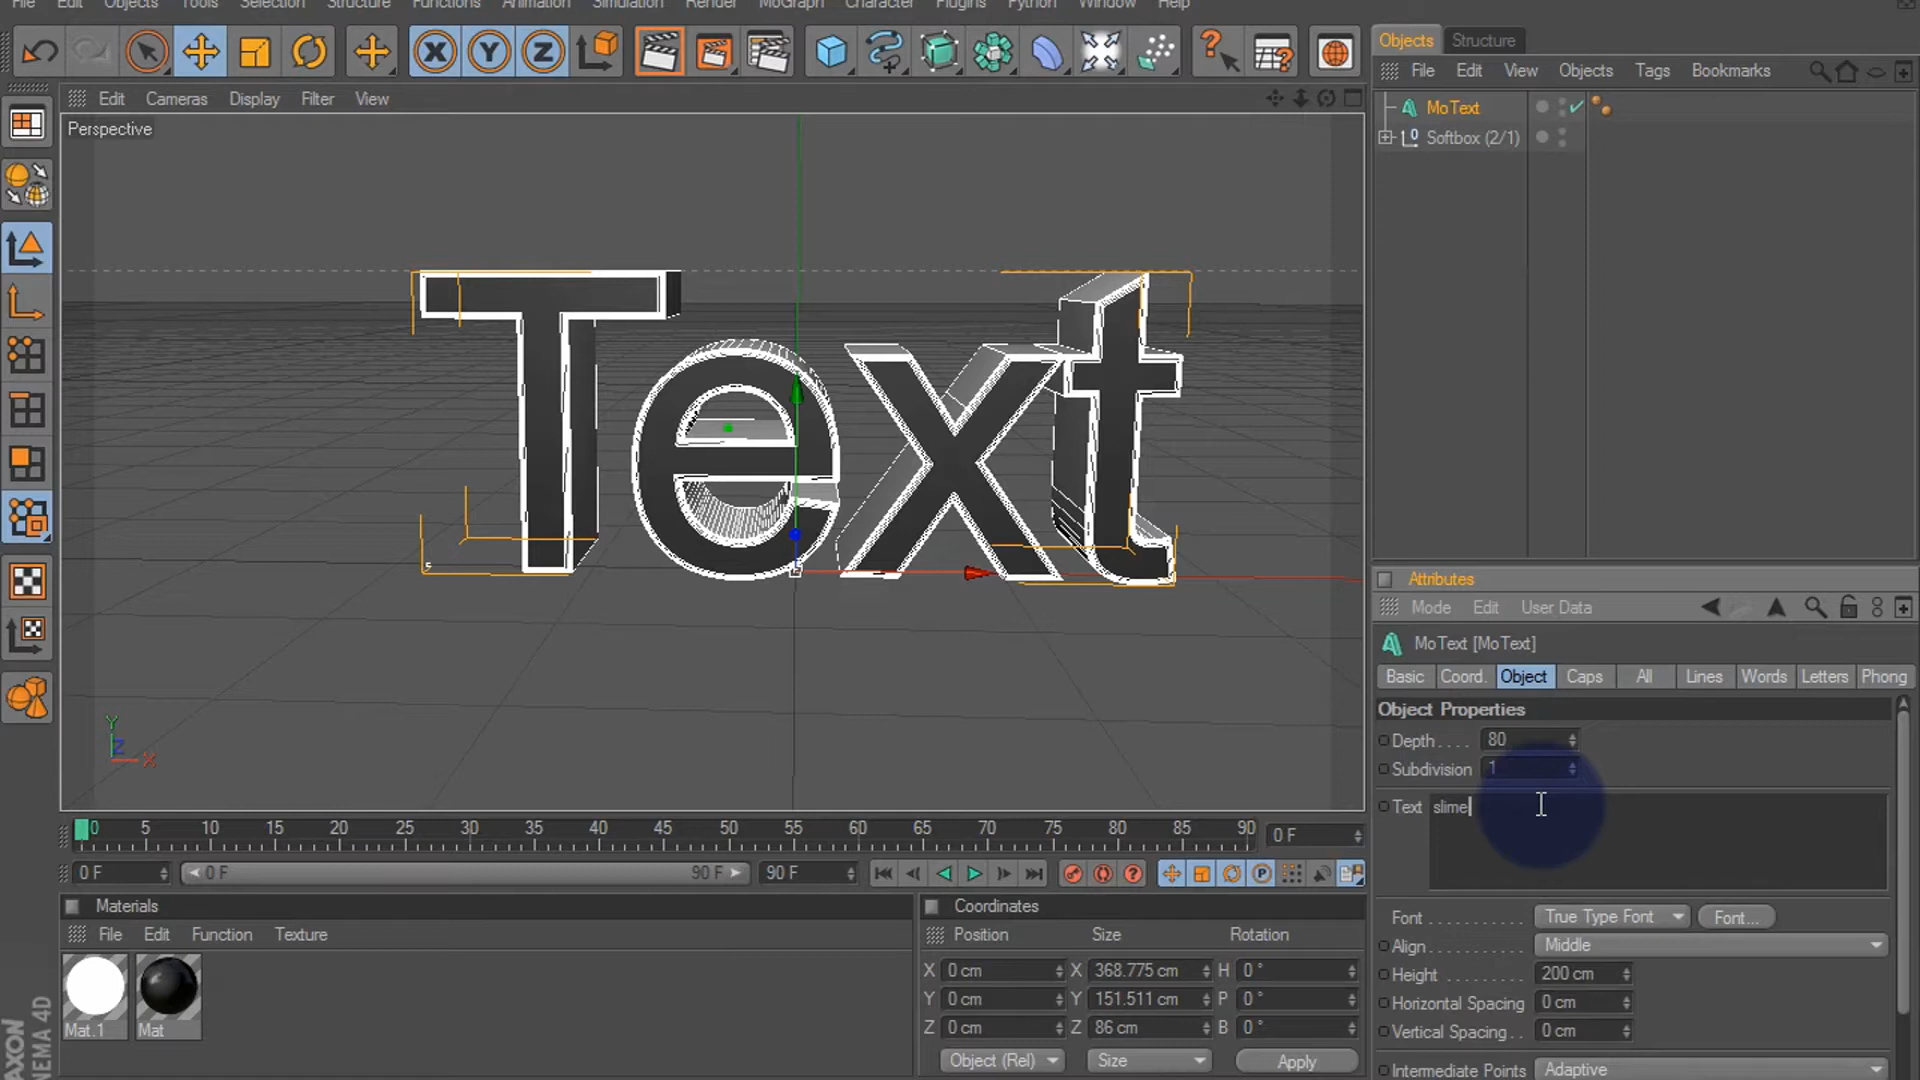 File Edit Objects Tools Selection Structure Functions Animation Simulation Render MoGraph Character Plugins Python Window Help
X Y Z
Objects Structure
File Edit View Objects Tags Bookmarks
MoText
Softbox (2/1)
Edit Cameras Display Filter View
Perspective
Text
Y
Z
X
Attributes
Mode Edit User Data
MoText [MoText]
Basic Coord. Object Caps All Lines Words Letters Phong
Object Properties
Depth . . . . 80
Subdivision 1
Text slime
Font . . . . . . . . . . . True Type Font Font...
Align . . . . . . . . . . . Middle
Height . . . . . . . . . 200 cm
Horizontal Spacing 0 cm
Vertical Spacing . . 0 cm
Intermediate Points Adaptive
0 5 10 15 20 25 30 35 40 45 50 55 60 65 70 75 80 85 90 0 F
0 F 0 F 90 F 90 F
Materials
File Edit Function Texture
Mat.1 Mat
Coordinates
Position Size Rotation
X 0 cm X 368.775 cm H 0 °
Y 0 cm Y 151.511 cm P 0 °
Z 0 cm Z 86 cm B 0 °
Object (Rel) Size Apply
AXON
NEMA 4D